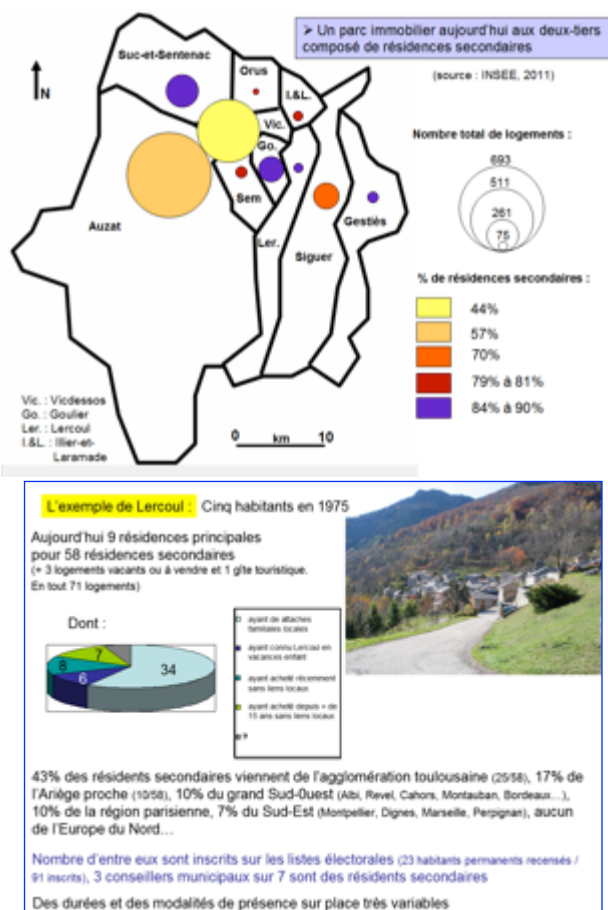 ➢ Un parc immobilier aujourd'hui aux deux-tiers
composé de résidences secondaires
(source : INSEE, 2011)
Suc-et-Sentenac
Orus
I.&L.
N
Vic.
Go.
Sem
Auzat
Ler.
Siguer
Gestiès
Nombre total de logements :
693
511
261
75
% de résidences secondaires :
44%
57%
70%
79% à 81%
84% à 90%
Vic. : Vicdessos
Go. : Goulier
Ler. : Lercoul
I.&L. : Illier-et-
Laramade
0 km 10
L'exemple de Lercoul : Cinq habitants en 1975
Aujourd'hui 9 résidences principales
pour 58 résidences secondaires
(+ 3 logements vacants ou à vendre et 1 gîte touristique.
En tout 71 logements)
Dont :
34
6
8
7
ayant de attaches
familiales locales
ayant connu Lercoul en
vacances enfant
ayant acheté récemment
sans liens locaux
ayant acheté depuis + de
15 ans sans liens locaux
?
43% des résidents secondaires viennent de l'agglomération toulousaine (25/58), 17% de
l'Ariège proche (10/58), 10% du grand Sud-Ouest (Albi, Revel, Cahors, Montauban, Bordeaux…),
10% de la région parisienne, 7% du Sud-Est (Montpellier, Dignes, Marseille, Perpignan), aucun
de l'Europe du Nord…
Nombre d'entre eux sont inscrits sur les listes électorales (23 habitants permanents recensés /
91 inscrits), 3 conseillers municipaux sur 7 sont des résidents secondaires
Des durées et des modalités de présence sur place très variables